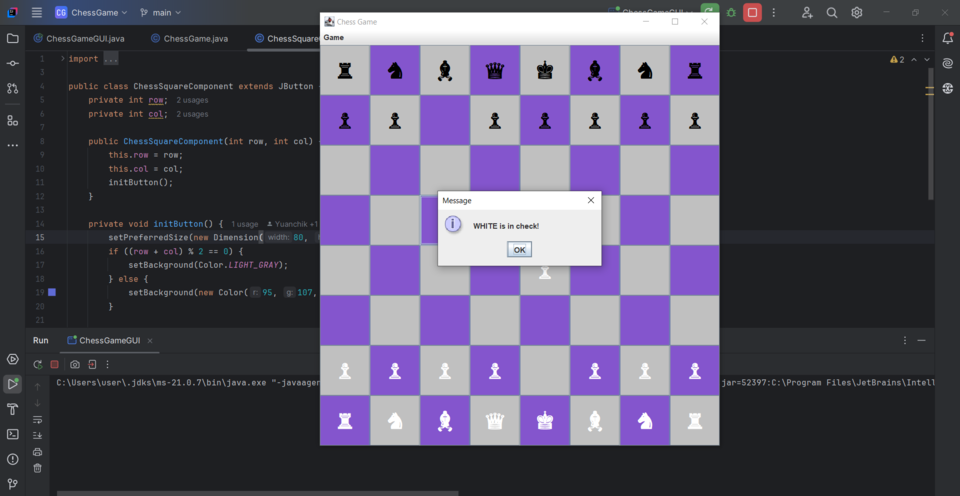 CG ChessGame main ChessGameGUI
Chess Game
Game
ChessGameGUI.java ChessGame.java ChessSquare
1 import ...
3
4 public class ChessSquareComponent extends JButton
5 private int row; 2 usages
6 private int col; 2 usages
7
8 public ChessSquareComponent(int row, int col) {
9 this.row = row;
10 this.col = col;
11 initButton();
12 }
13
14 private void initButton() { 1 usage Yuanchik +1
15 setPreferredSize(new Dimension( width: 80,
16 if ((row + col) % 2 == 0) {
17 setBackground(Color.LIGHT_GRAY);
18 } else {
19 setBackground(new Color( r: 95, g: 107,
20 }
21
2
Message
WHITE is in check!
OK
Run ChessGameGUI
C:\Users\user\.jdks\ms-21.0.7\bin\java.exe "-javaagen
jar=52397:C:\Program Files\JetBrains\Intell